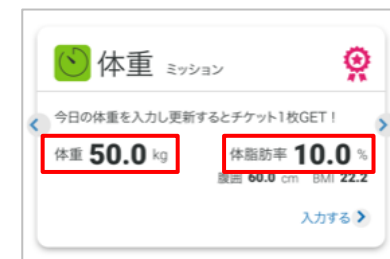 体重 ミッション
今日の体重を入力し更新するとチケット1枚GET！
体重 50.0 kg 体脂肪率 10.0 %
腹囲 60.0 cm BMI 22.2
入力する